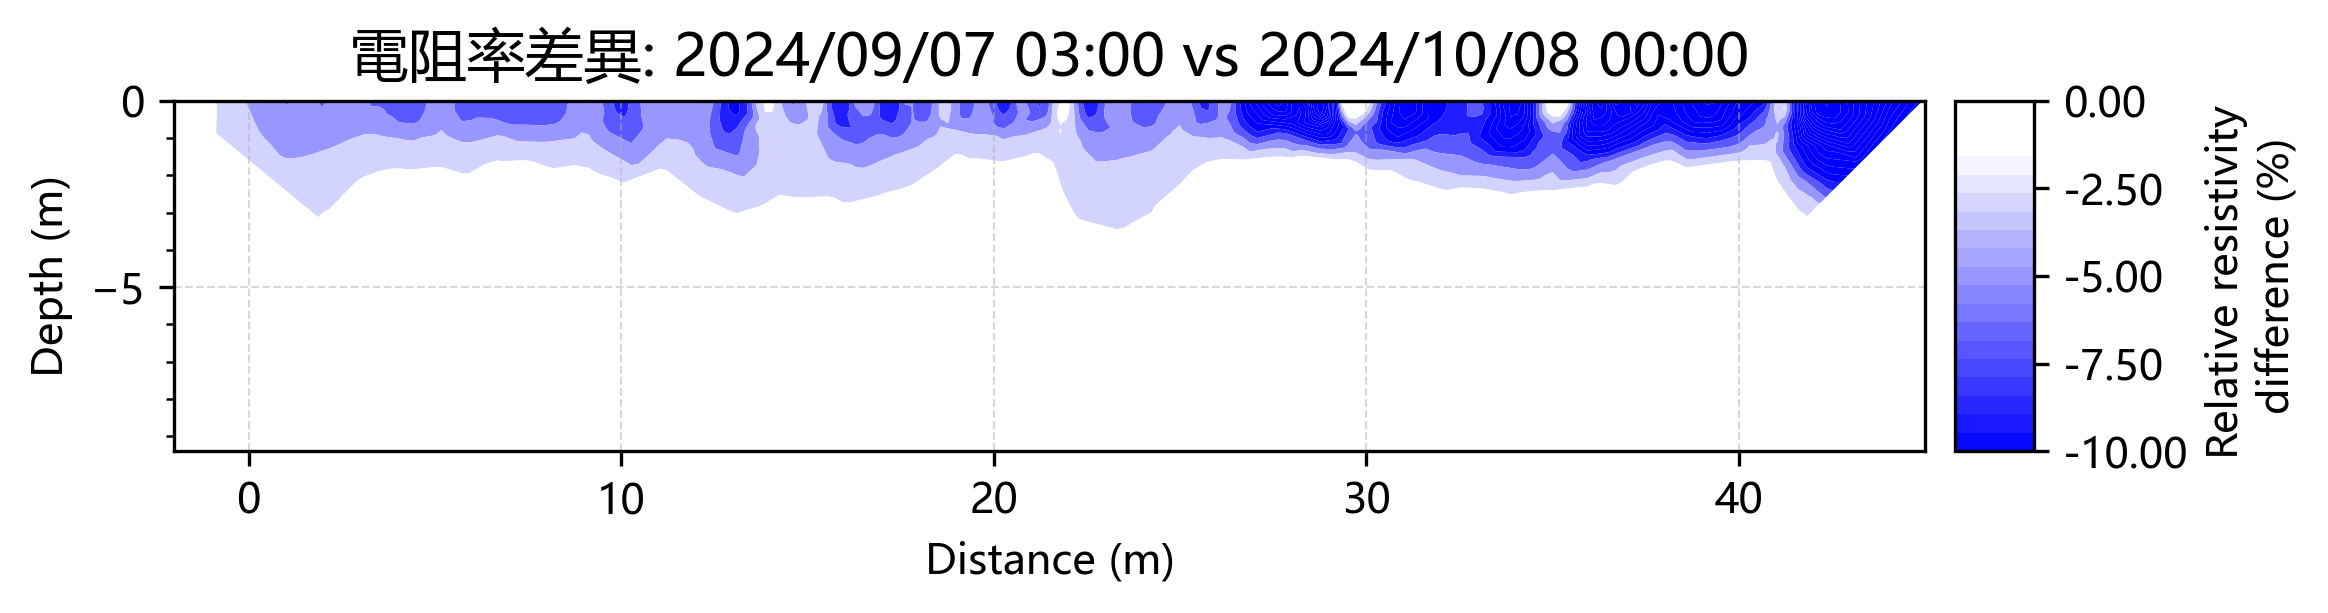 電阻率差異: 2024/09/07 03:00 vs 2024/10/08 00:00
0
−5
Depth (m)
0
10
20
30
40
Distance (m)
0.00
-2.50
-5.00
-7.50
-10.00
Relative resistivity
difference (%)